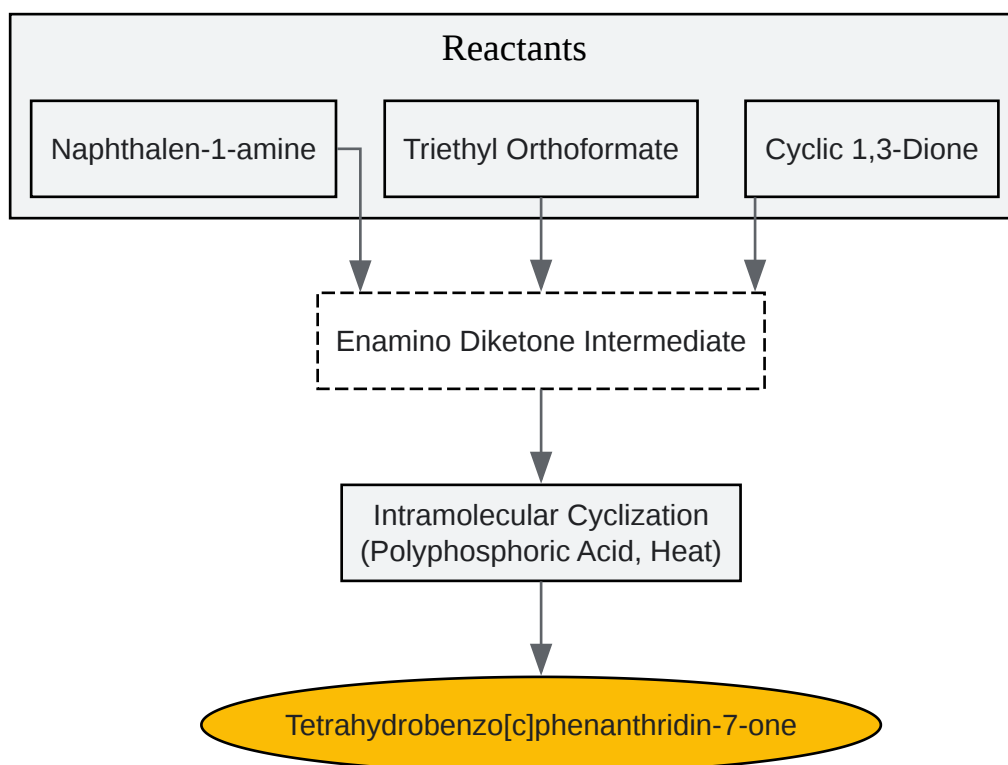 Reactants
Naphthalen-1-amine
Triethyl Orthoformate
Cyclic 1,3-Dione
Enamino Diketone Intermediate
Intramolecular Cyclization
(Polyphosphoric Acid, Heat)
Tetrahydrobenzo[c]phenanthridin-7-one